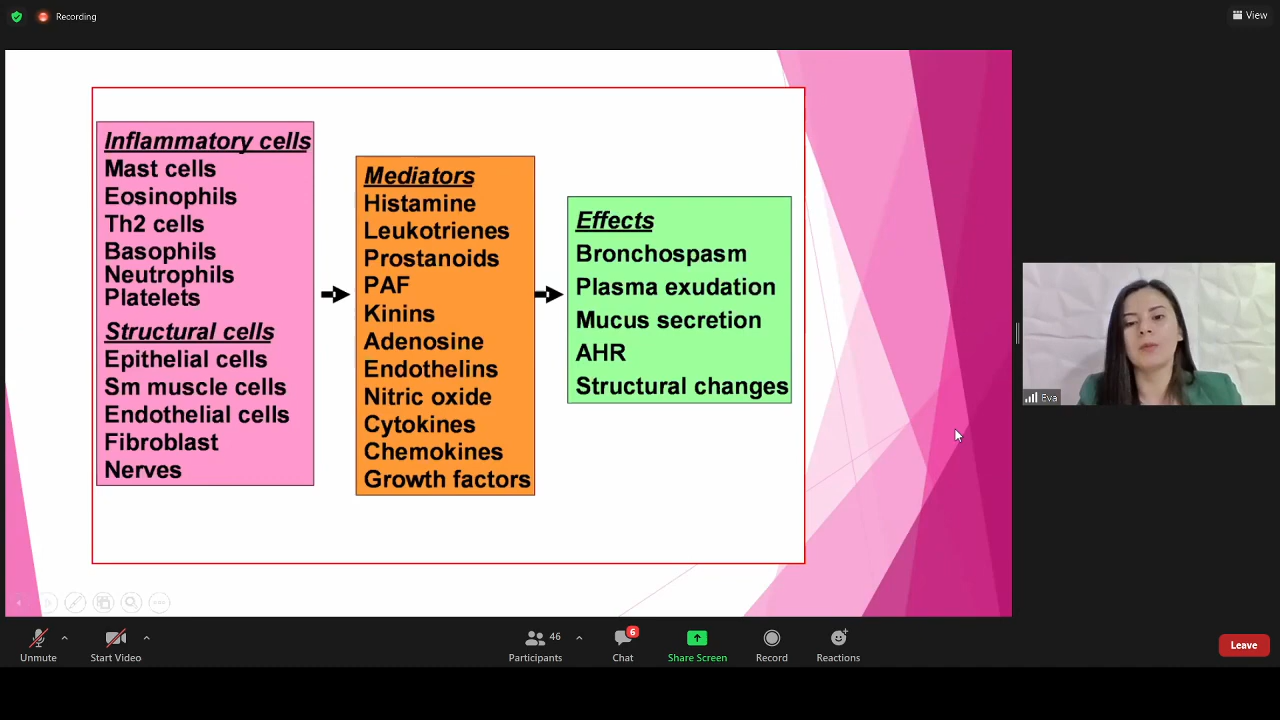 Recording
View
Inflammatory cells
Mast cells
Eosinophils
Th2 cells
Basophils
Neutrophils
Platelets
Structural cells
Epithelial cells
Sm muscle cells
Endothelial cells
Fibroblast
Nerves
Mediators
Histamine
Leukotrienes
Prostanoids
PAF
Kinins
Adenosine
Endothelins
Nitric oxide
Cytokines
Chemokines
Growth factors
Effects
Bronchospasm
Plasma exudation
Mucus secretion
AHR
Structural changes
Eva
Unmute
Start Video
46
Participants
6
Chat
Share Screen
Record
Reactions
Leave